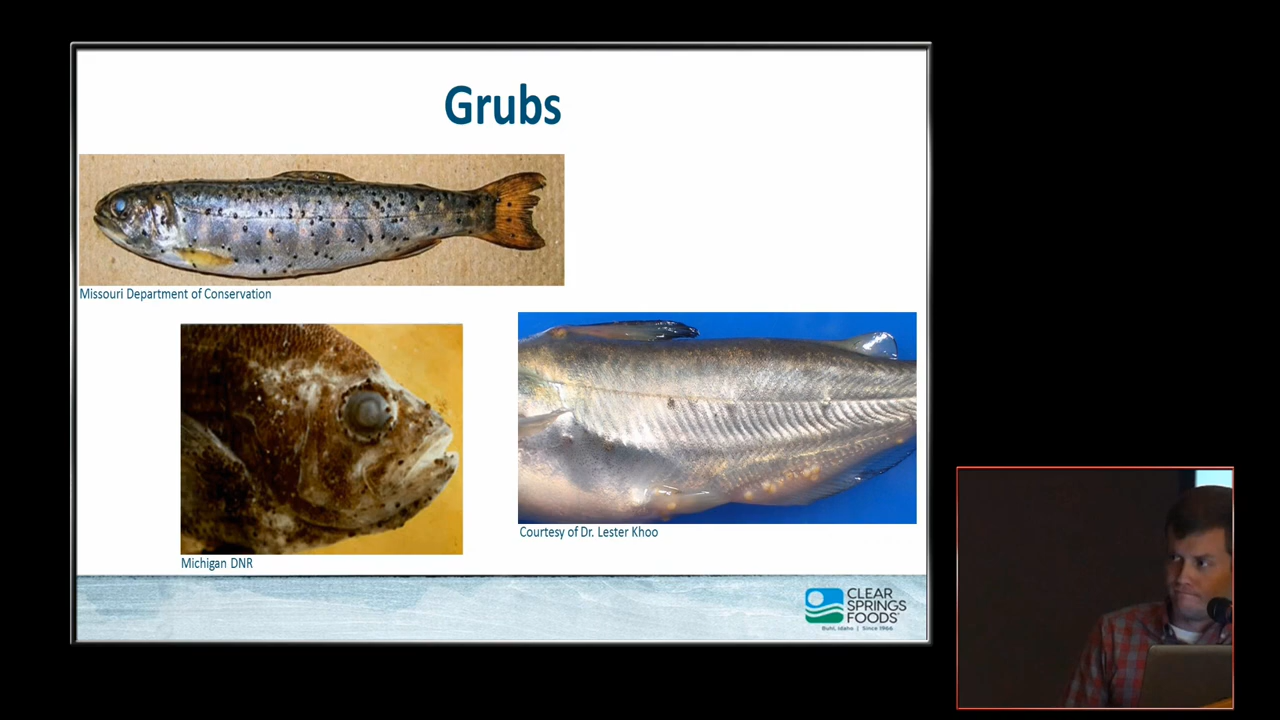 Grubs
Missouri Department of Conservation
Courtesy of Dr. Lester Khoo
Michigan DNR
CLEAR
SPRINGS
FOODS
Buhl, Idaho | Since 1966